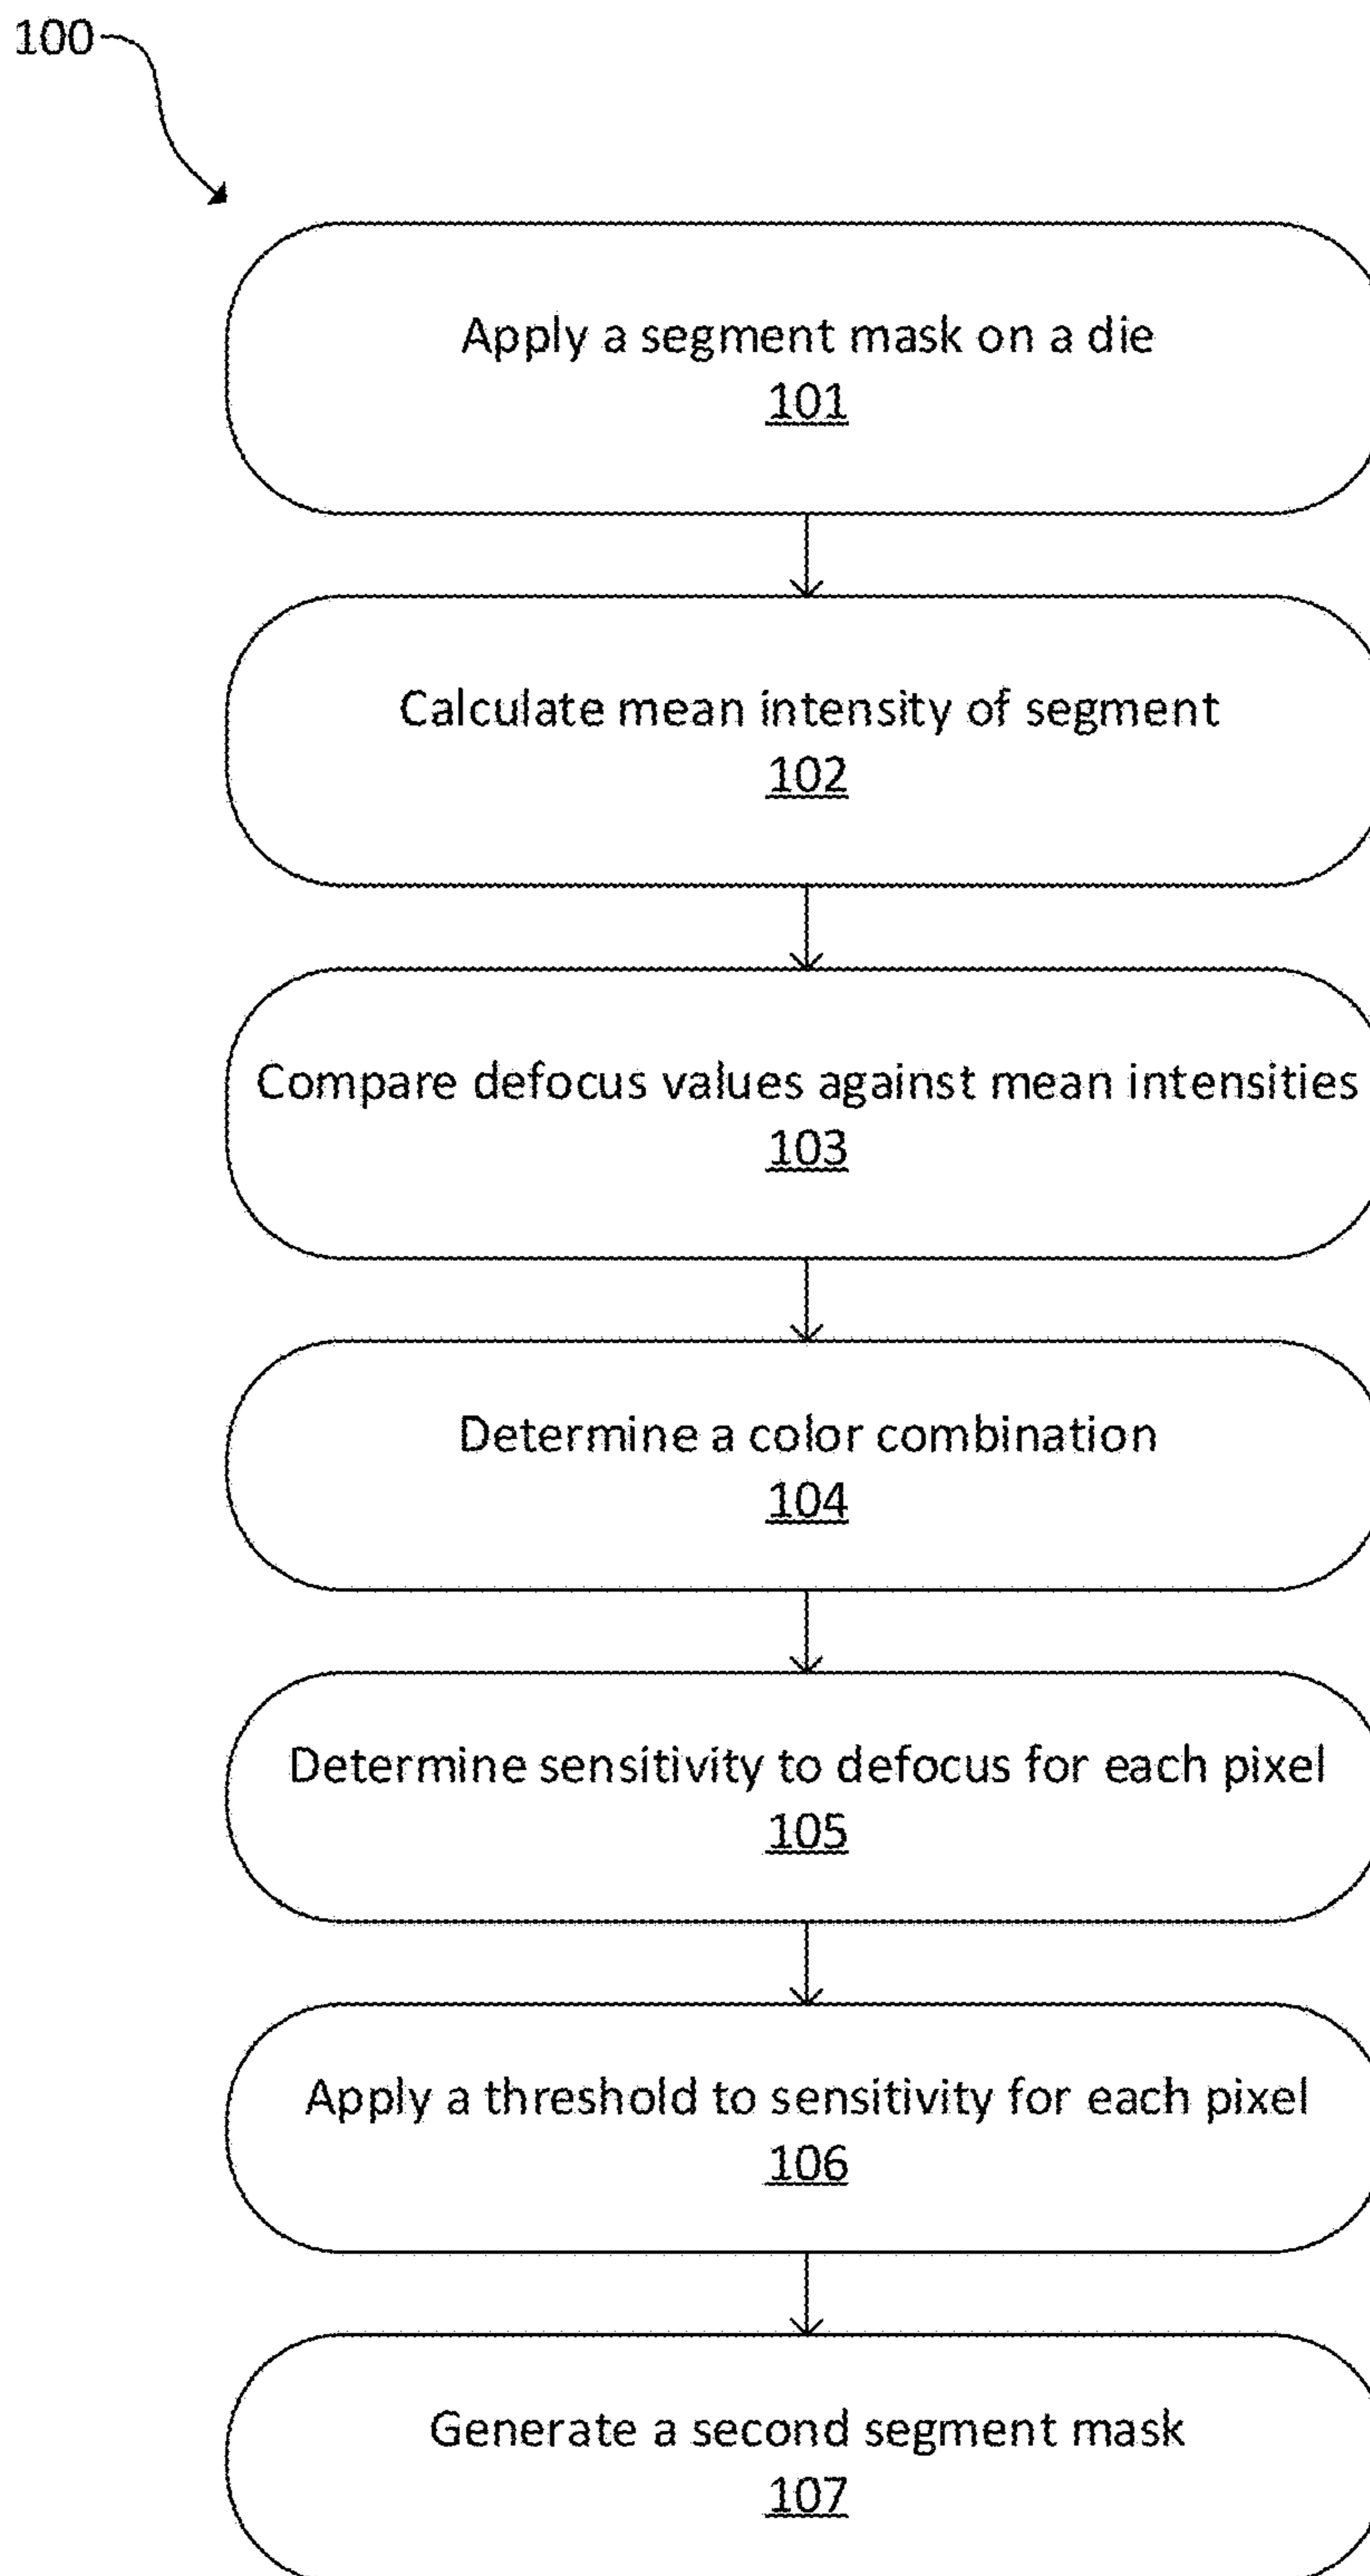 100
Apply a segment mask on a die
101
Calculate mean intensity of segment
102
Compare defocus values against mean intensities
103
Determine a color combination
104
Determine sensitivity to defocus for each pixel
105
Apply a threshold to sensitivity for each pixel
106
Generate a second segment mask
107